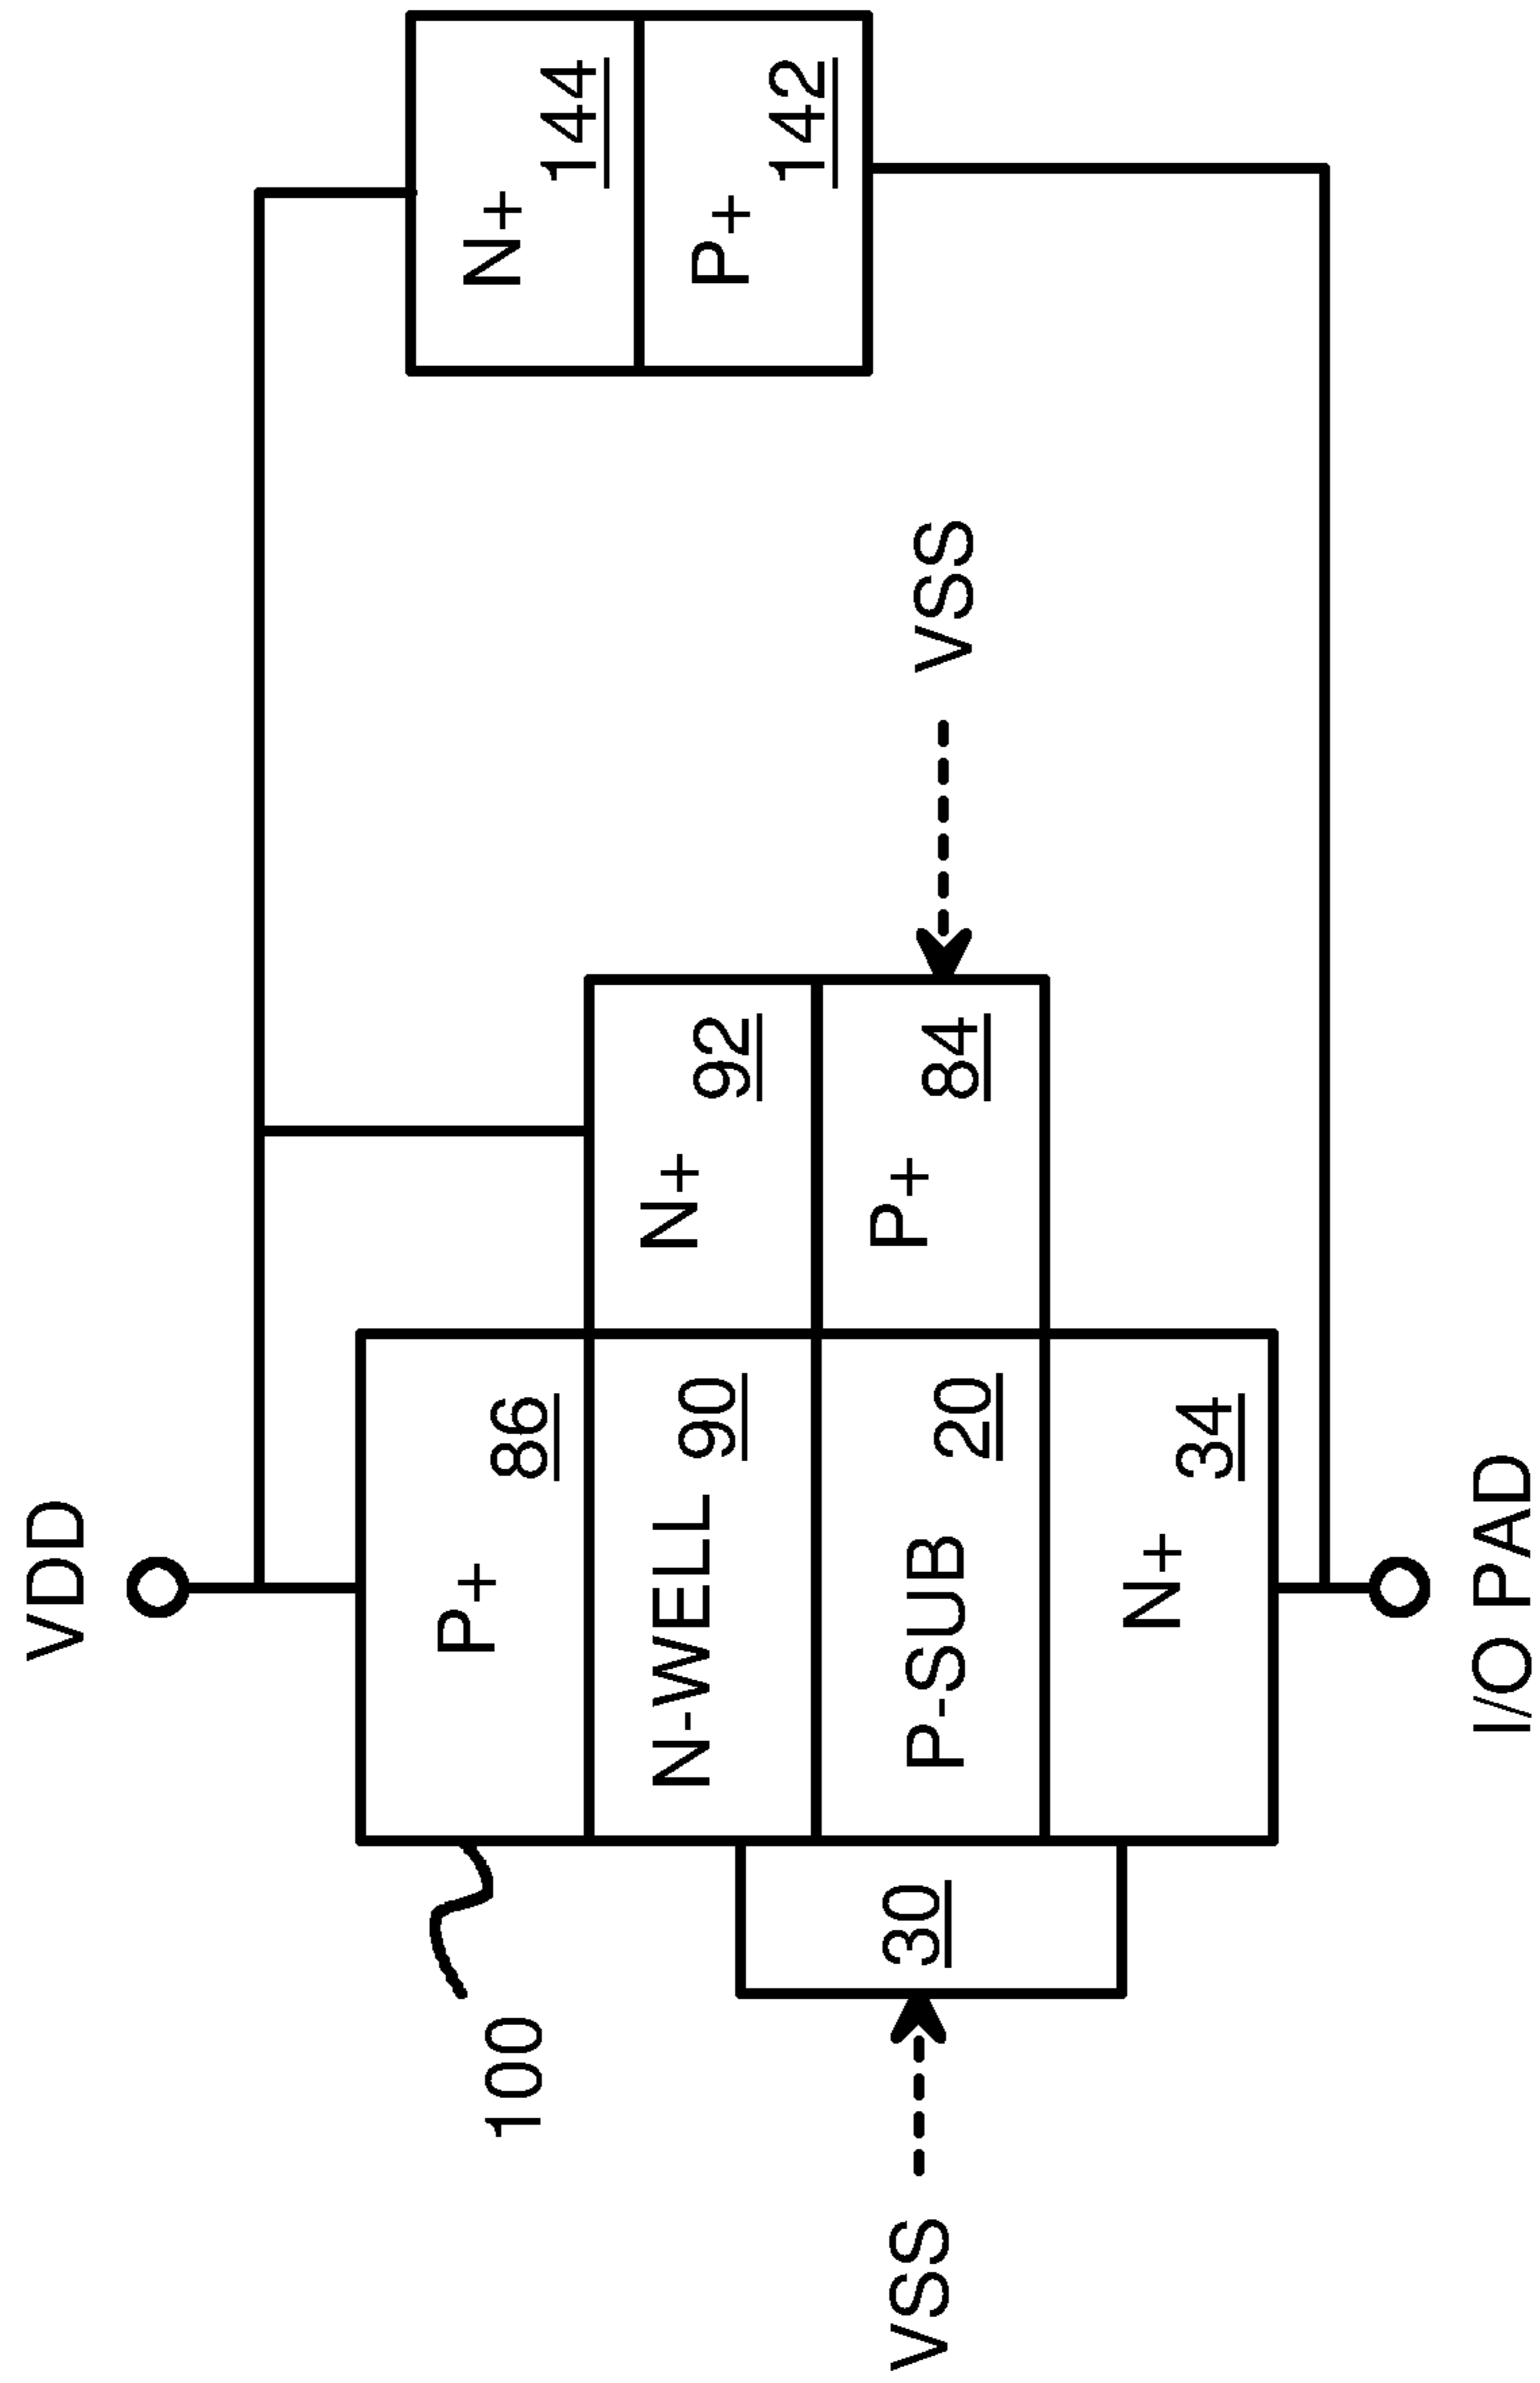 VDD
100
P+
86
N-WELL
90
P-SUB
20
N+
34
30
VSS
I/O PAD
N+
92
P+
84
VSS
N+
144
P+
142